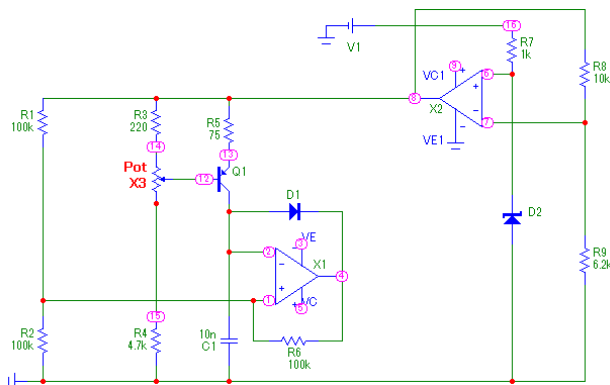 16
V1
R7
1k
R8
10k
VC1
9
6
8
X2
7
VE1
R1
100k
R3
220
R5
75
14
13
Pot
X3
12
Q1
D1
D2
VE
3
2
X1
4
1
VC
5
R9
6.2k
15
R2
100k
R4
4.7k
10n
C1
R6
100k